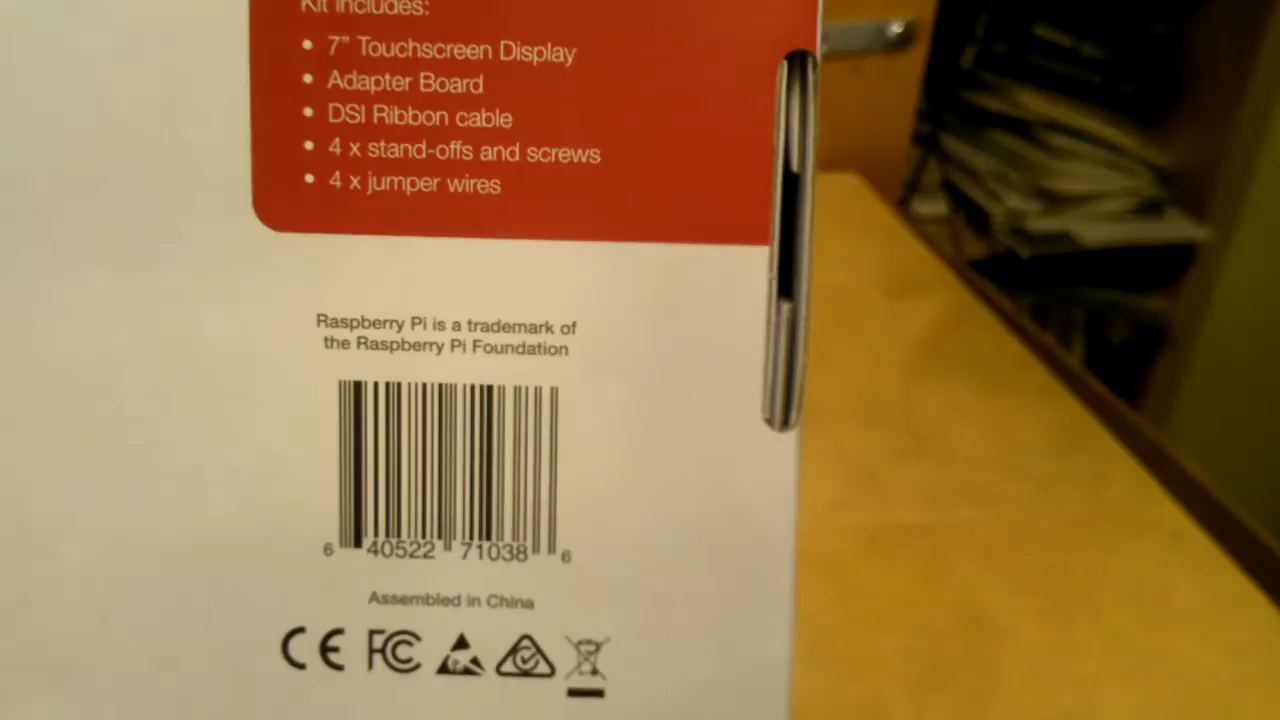 Kit includes:
• 7" Touchscreen Display
• Adapter Board
• DSI Ribbon cable
• 4 x stand-offs and screws
• 4 x jumper wires
Raspberry Pi is a trademark of
the Raspberry Pi Foundation
6 40522 71038 6
Assembled in China
CE FC